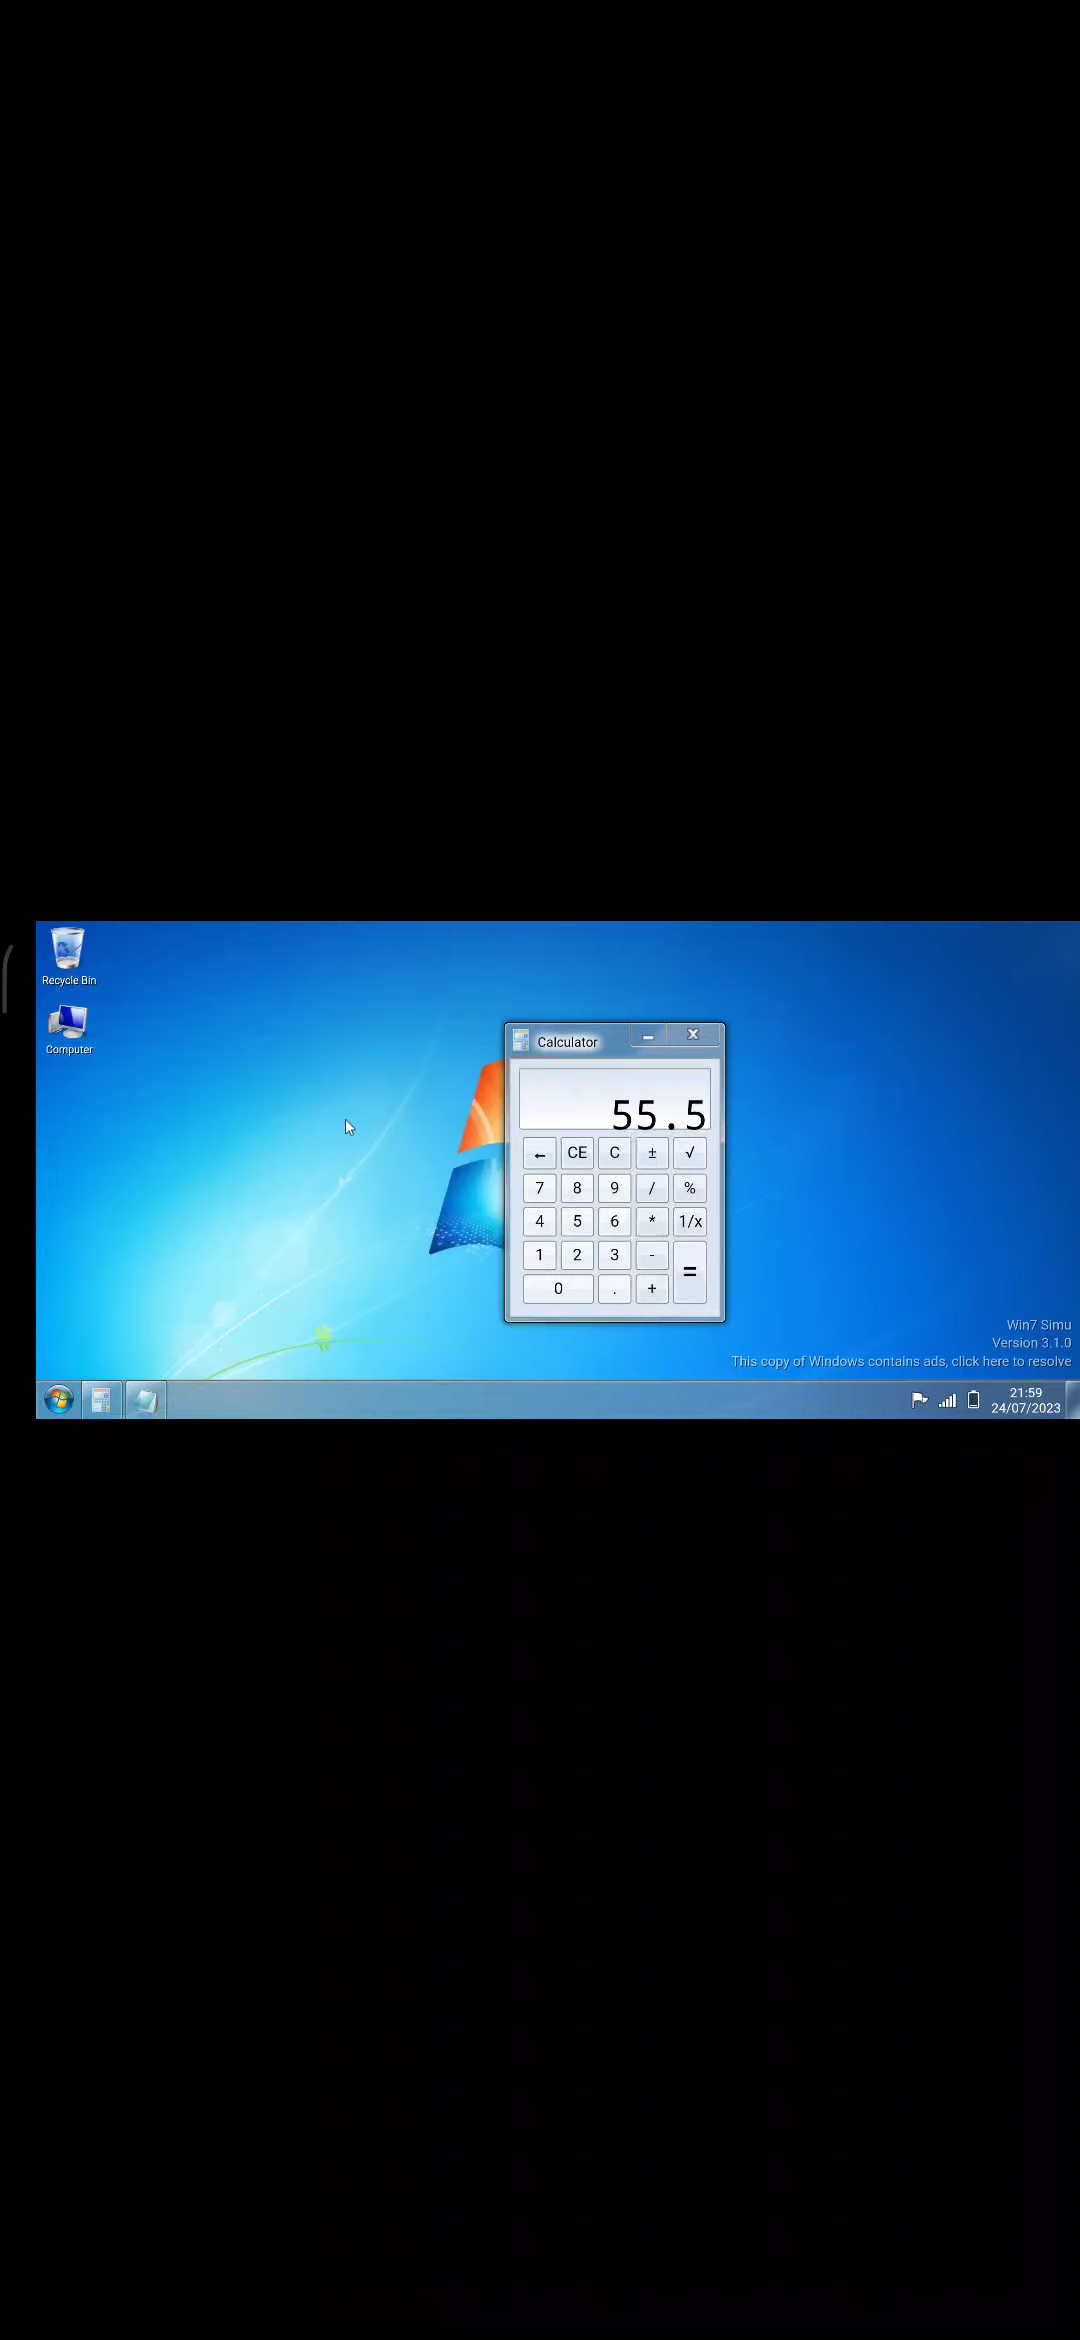 Recycle Bin
Computer
Calculator
55.5
← CE C ± √
7 8 9 / %
4 5 6 * 1/x
1 2 3 - =
0 . +
Win7 Simu
Version 3.1.0
This copy of Windows contains ads, click here to resolve
21:59
24/07/2023